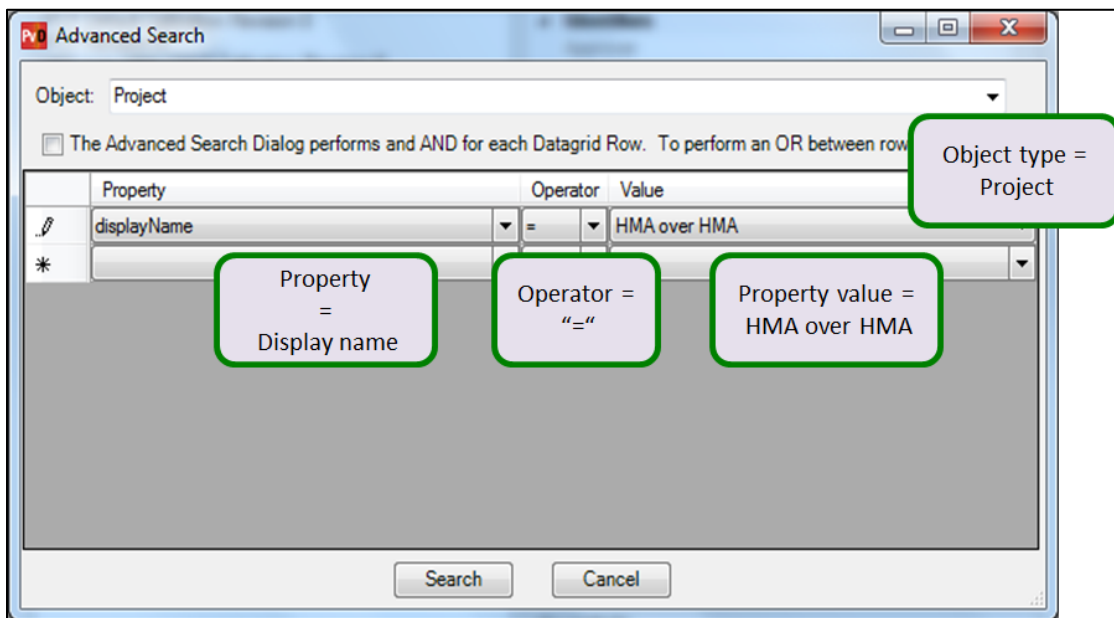 PvD Advanced Search
Object: Project
The Advanced Search Dialog performs and AND for each Datagrid Row. To perform an OR between row
Object type =
Project
Property Operator Value
displayName = HMA over HMA
Property
=
Display name
Operator =
“=“
Property value =
HMA over HMA
Search Cancel